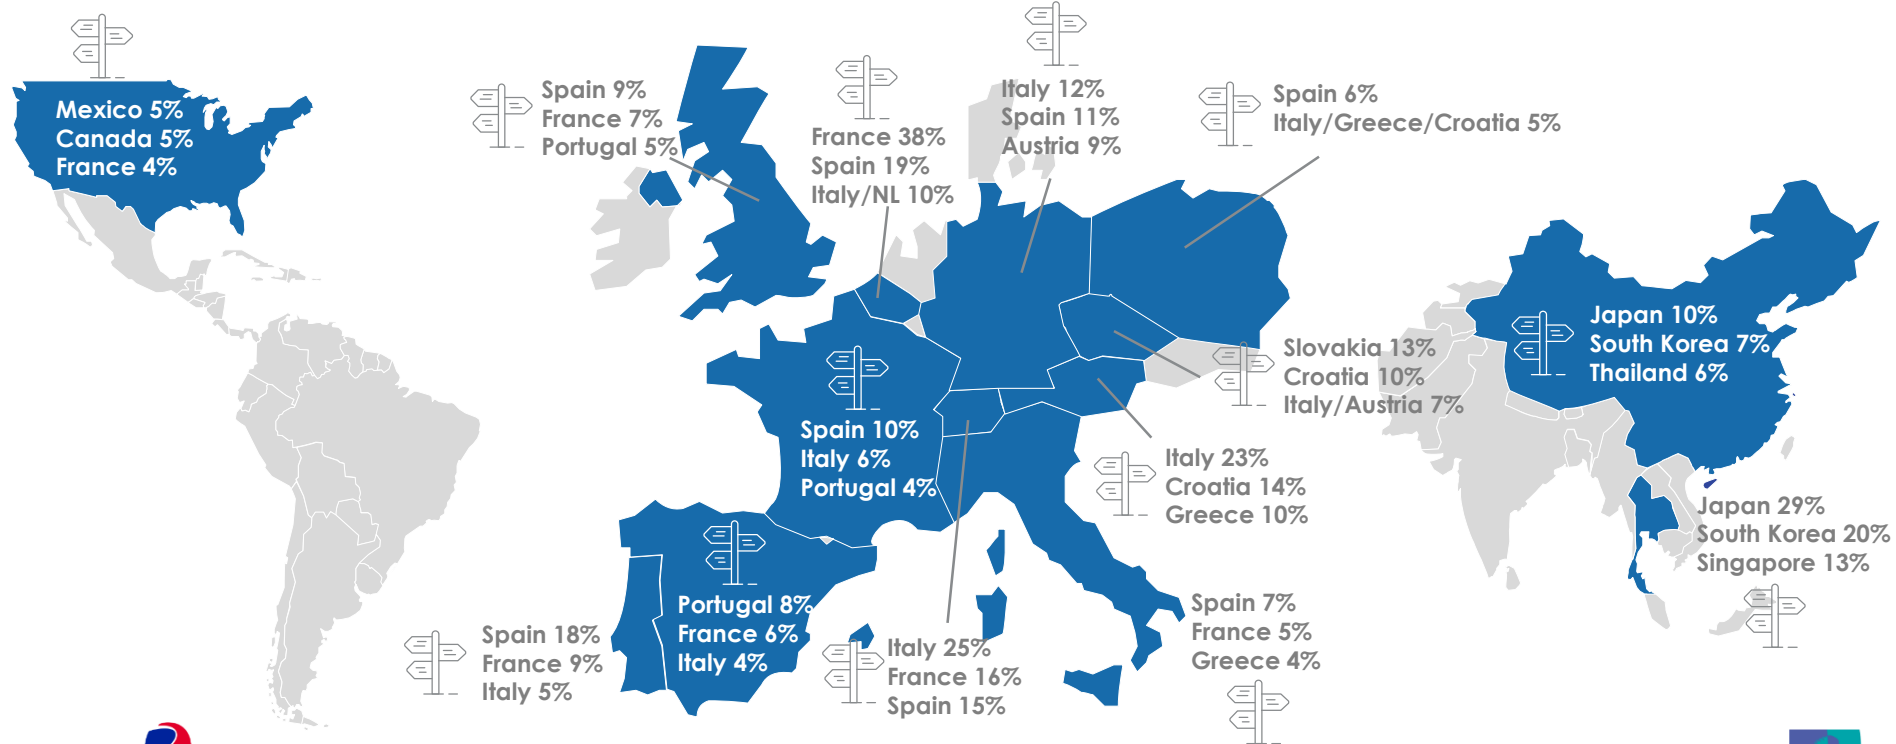 Mexico 5%
Canada 5%
France 4%
Spain 9%
France 7%
Portugal 5%
France 38%
Spain 19%
Italy/NL 10%
Italy 12%
Spain 11%
Austria 9%
Spain 6%
Italy/Greece/Croatia 5%
Slovakia 13%
Croatia 10%
Italy/Austria 7%
Japan 10%
South Korea 7%
Thailand 6%
Spain 10%
Italy 6%
Portugal 4%
Italy 23%
Croatia 14%
Greece 10%
Japan 29%
South Korea 20%
Singapore 13%
Portugal 8%
France 6%
Italy 4%
Spain 18%
France 9%
Italy 5%
Italy 25%
France 16%
Spain 15%
Spain 7%
France 5%
Greece 4%